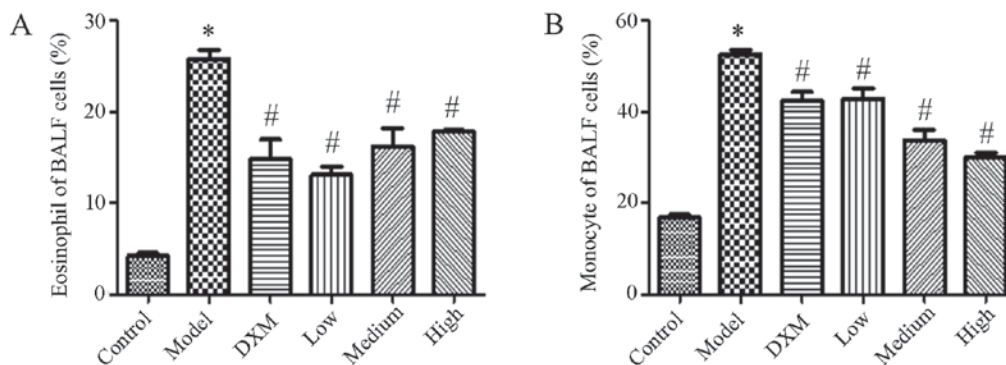 A
Eosinophil of BALF cells (%)
30
20
10
0
*
#
#
#
#
Control
Model
DXM
Low
Medium
High
B
Monocyte of BALF cells (%)
60
40
20
0
*
#
#
#
#
Control
Model
DXM
Low
Medium
High